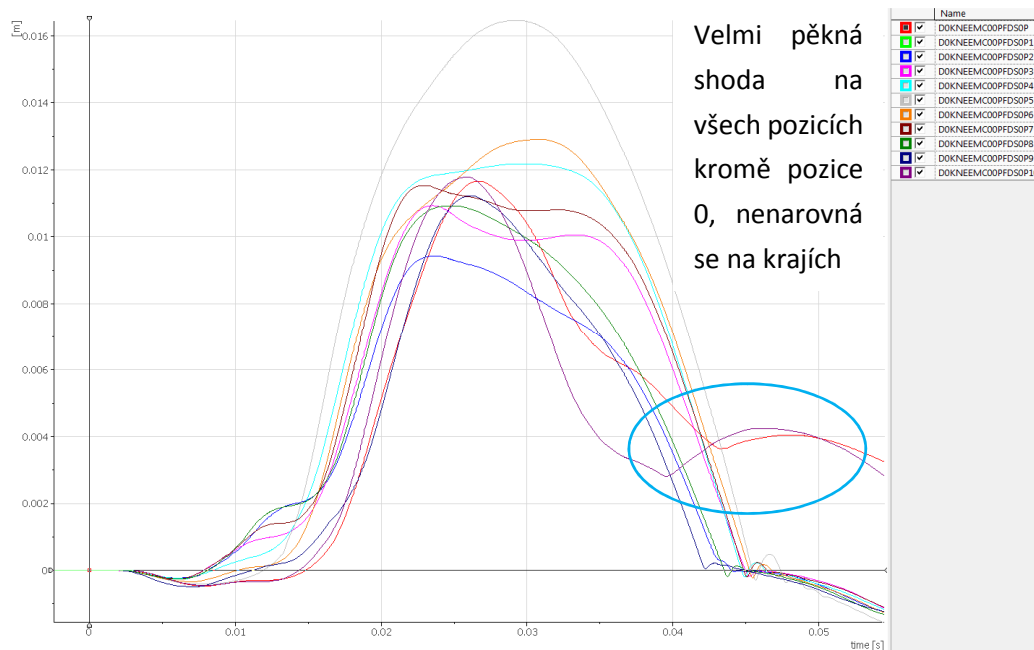 [m]
0.016
0.014
0.012
0.01
0.008
0.006
0.004
0.002
0
0
0.01
0.02
0.03
0.04
0.05
time [s]
Velmi pěkná
shoda na
všech pozicích
kromě pozice
0, nenarovná
se na krajích
Name
D0KNEEMC00PFDS0P
D0KNEEMC00PFDS0P1
D0KNEEMC00PFDS0P2
D0KNEEMC00PFDS0P3
D0KNEEMC00PFDS0P4
D0KNEEMC00PFDS0P5
D0KNEEMC00PFDS0P6
D0KNEEMC00PFDS0P7
D0KNEEMC00PFDS0P8
D0KNEEMC00PFDS0P9
D0KNEEMC00PFDS0P1